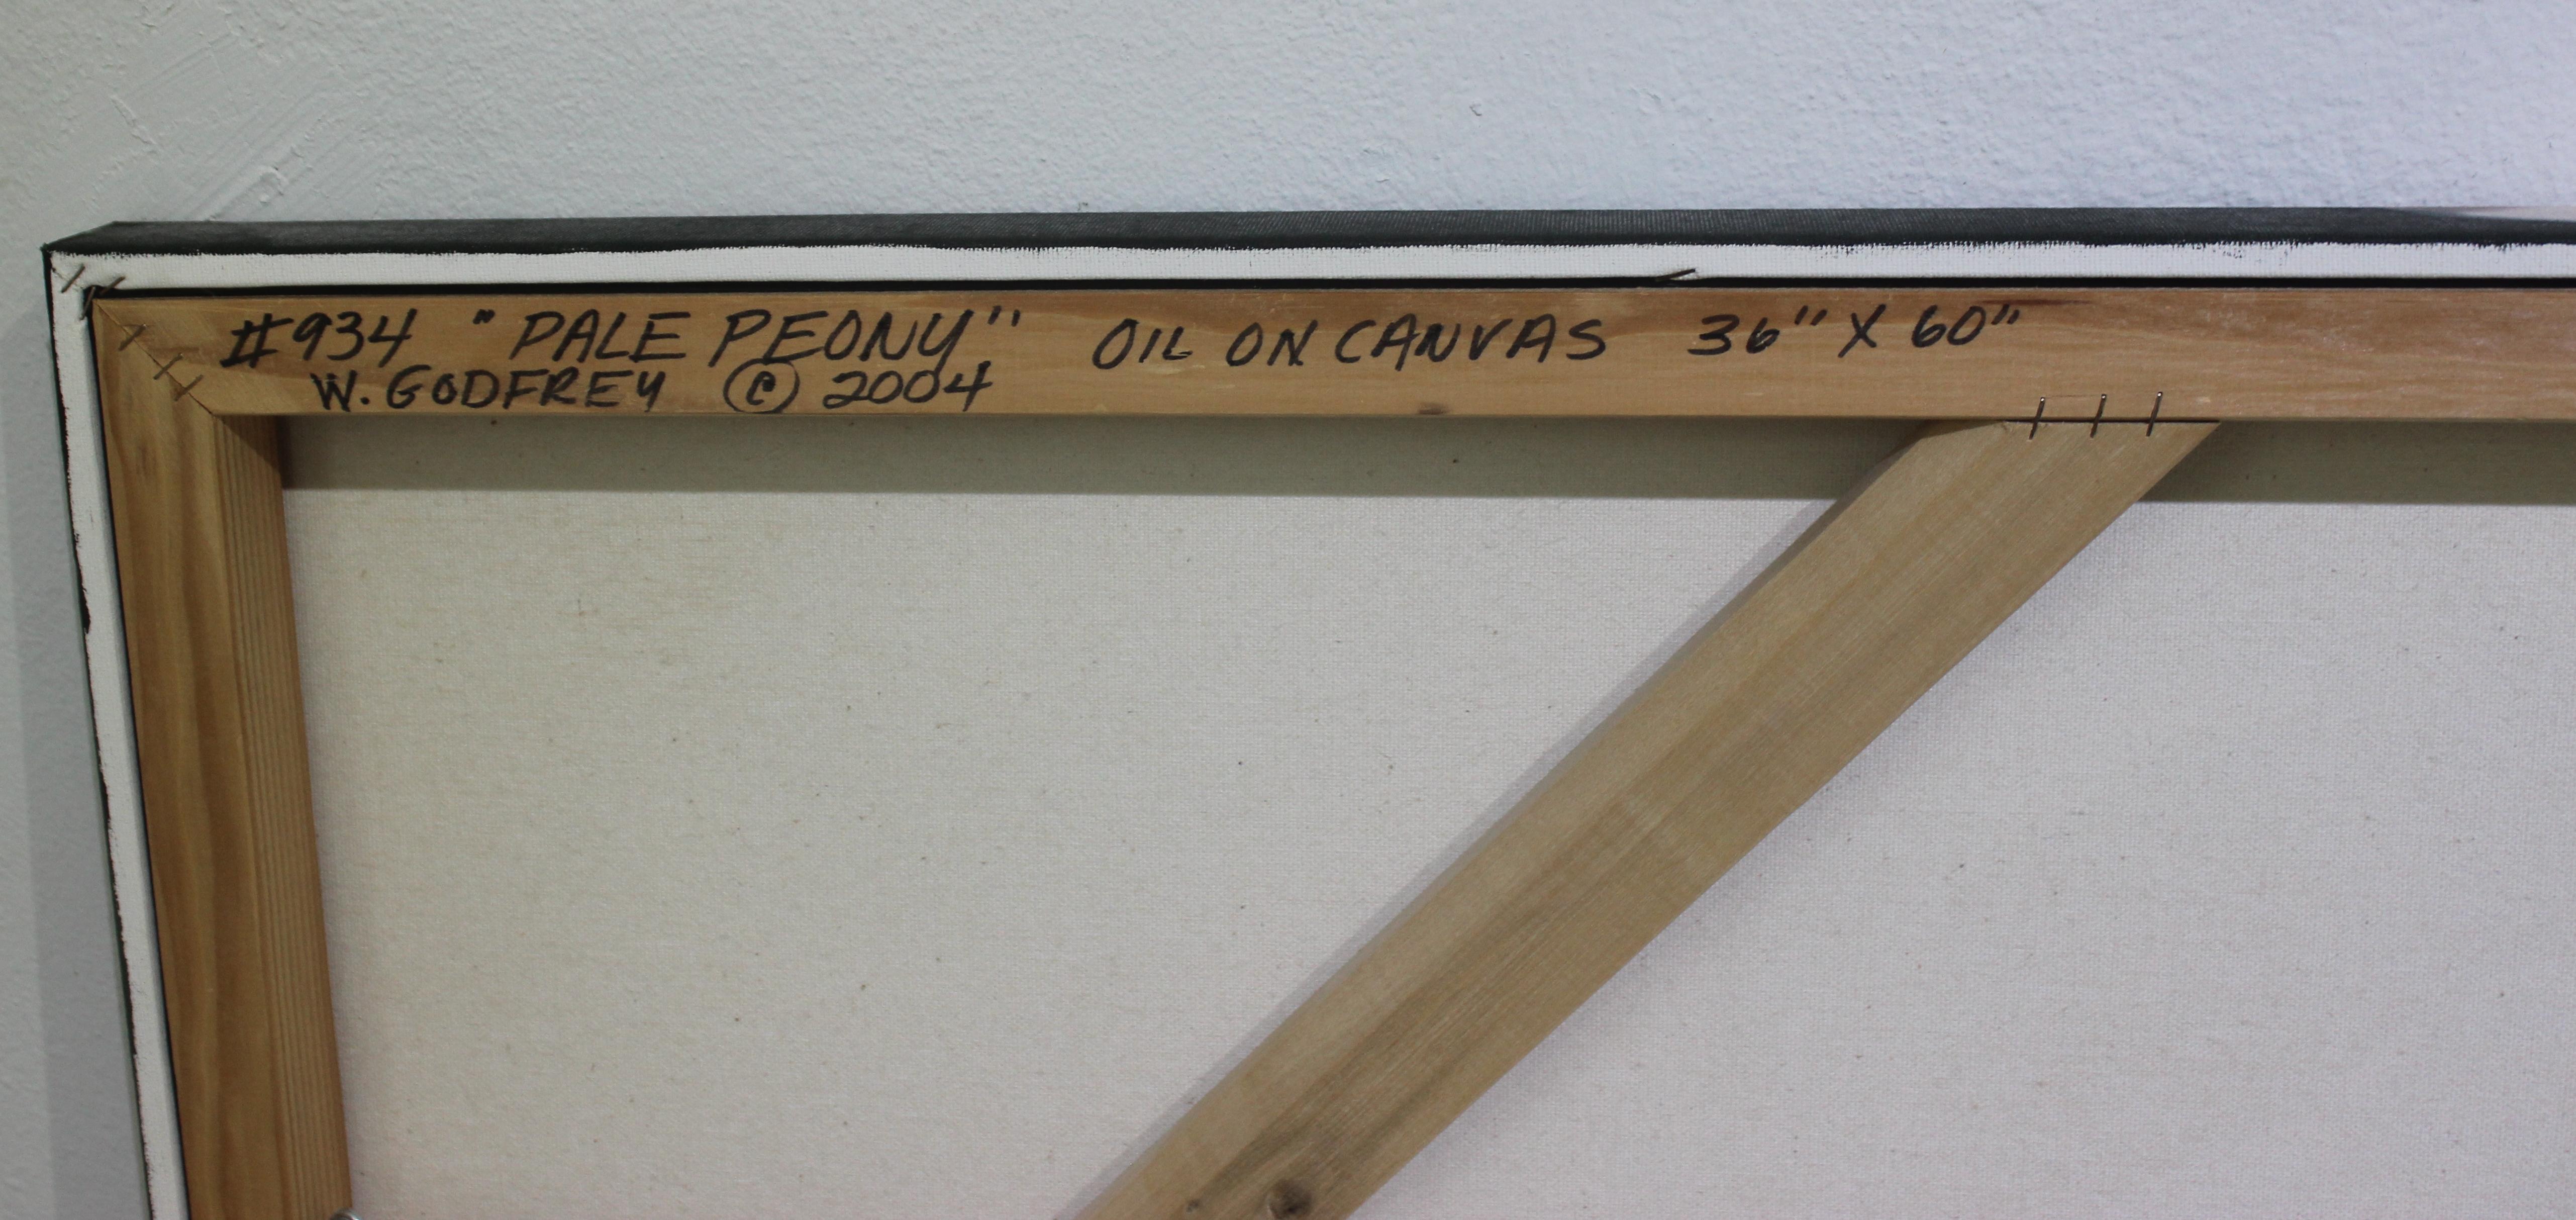 #934 "PALE PEONY" OIL ON CANVAS 36" X 60"
W. GODFREY © 2004